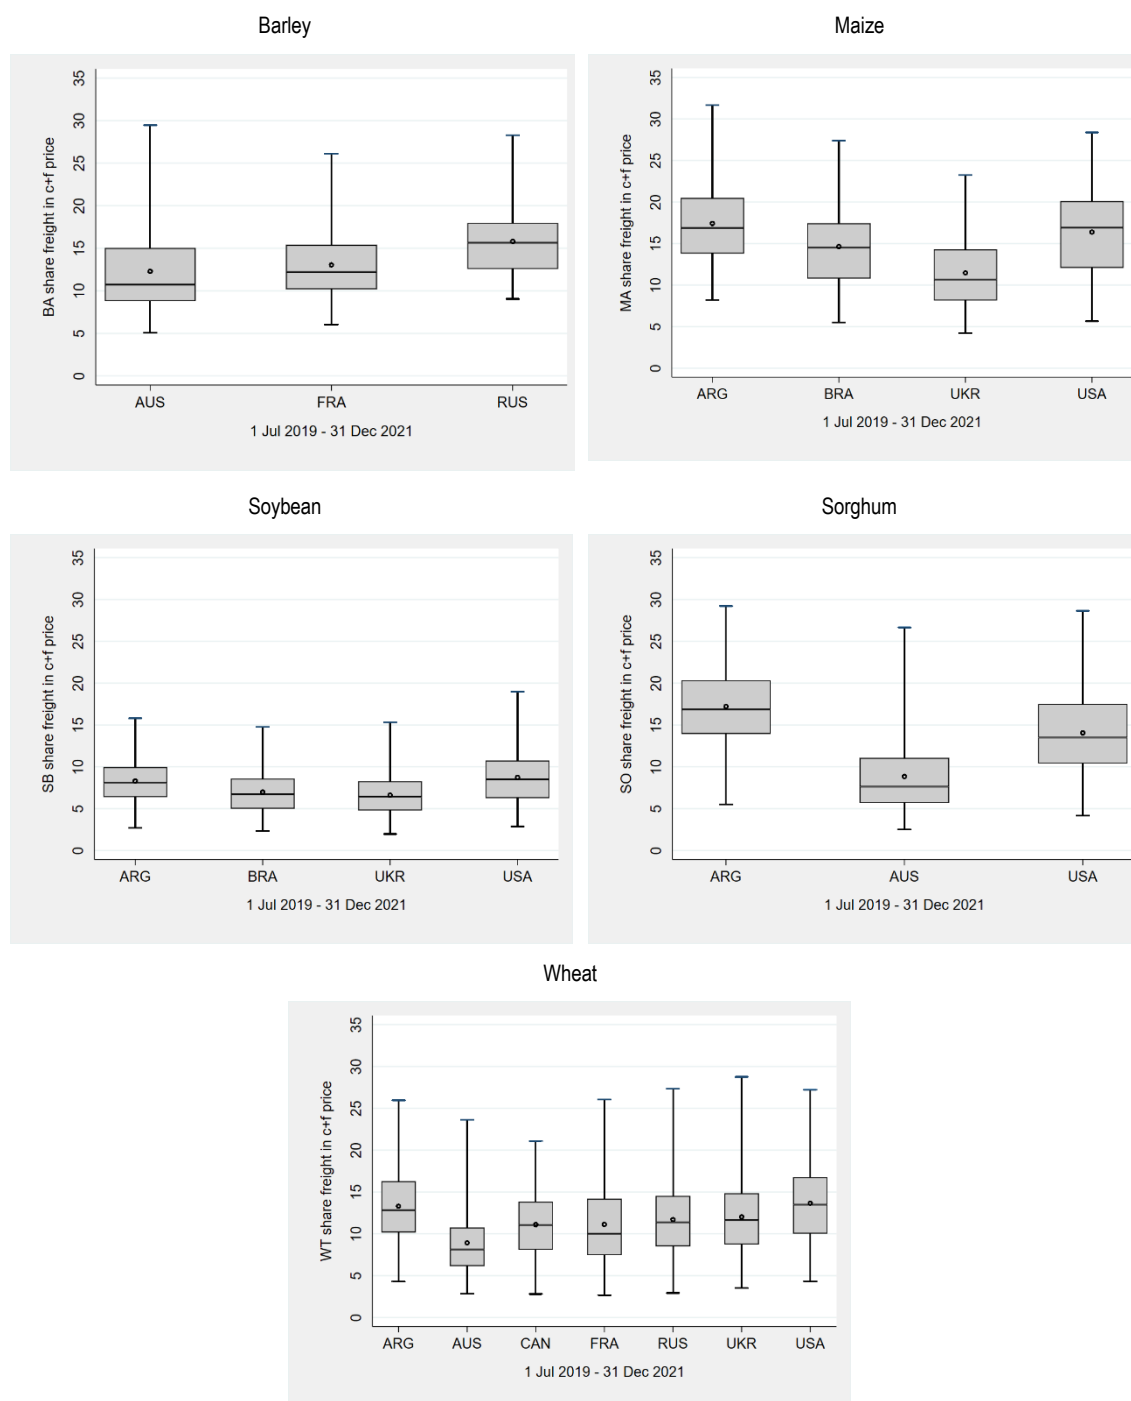 Barley
BA share freight in c+f price
35
30
25
20
15
10
5
0
AUS FRA RUS
1 Jul 2019 - 31 Dec 2021
Maize
MA share freight in c+f price
35
30
25
20
15
10
5
0
ARG BRA UKR USA
1 Jul 2019 - 31 Dec 2021
Soybean
SB share freight in c+f price
35
30
25
20
15
10
5
0
ARG BRA UKR USA
1 Jul 2019 - 31 Dec 2021
Sorghum
SO share freight in c+f price
35
30
25
20
15
10
5
0
ARG AUS USA
1 Jul 2019 - 31 Dec 2021
Wheat
WT share freight in c+f price
35
30
25
20
15
10
5
0
ARG AUS CAN FRA RUS UKR USA
1 Jul 2019 - 31 Dec 2021